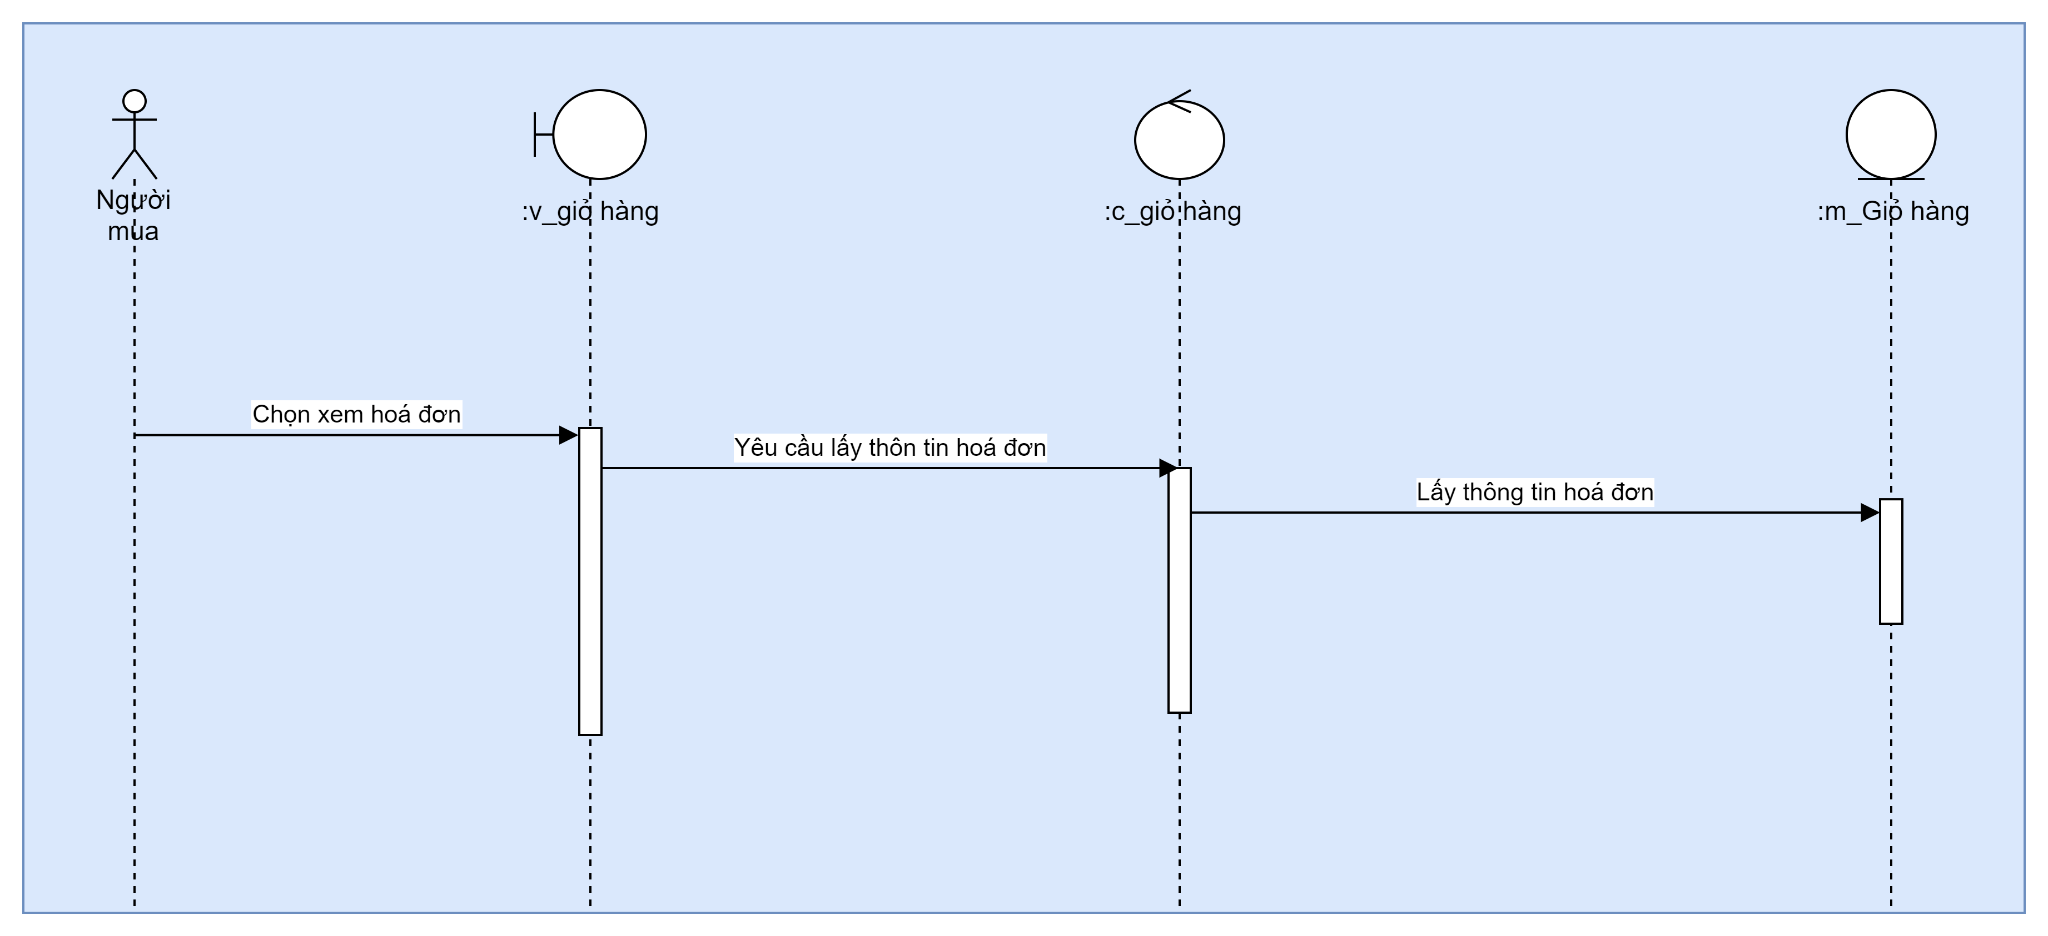 Người
mua
:v_giỏ hàng
:c_giỏ hàng
:m_Giỏ hàng
Chọn xem hoá đơn
Yêu cầu lấy thôn tin hoá đơn
Lấy thông tin hoá đơn